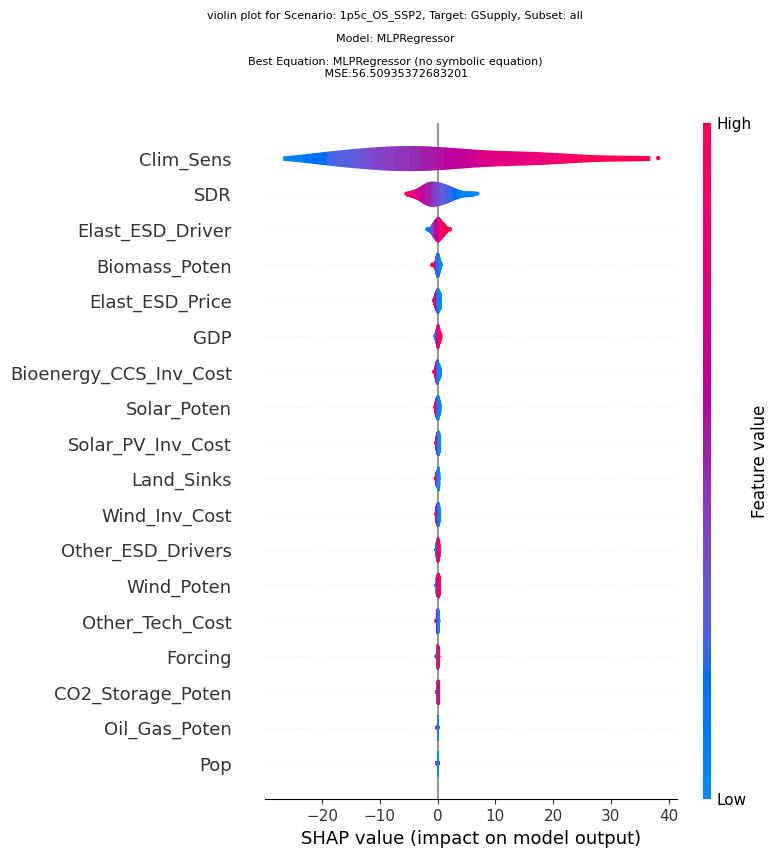 violin plot for Scenario: 1p5c_OS_SSP2, Target: GSupply, Subset: all
Model: MLPRegressor
Best Equation: MLPRegressor (no symbolic equation)
MSE:56.50935372683201
High
Clim_Sens
SDR
Elast_ESD_Driver
Biomass_Poten
Elast_ESD_Price
GDP
Bioenergy_CCS_Inv_Cost
Solar_Poten
Solar_PV_Inv_Cost
Land_Sinks
Wind_Inv_Cost
Other_ESD_Drivers
Wind_Poten
Other_Tech_Cost
Forcing
CO2_Storage_Poten
Oil_Gas_Poten
Pop
Feature value
Low
−20 −10 0 10 20 30 40
SHAP value (impact on model output)